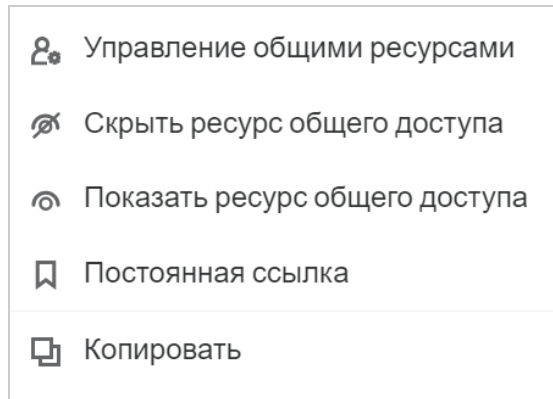 Управление общими ресурсами
Скрыть ресурс общего доступа
Показать ресурс общего доступа
Постоянная ссылка
Копировать